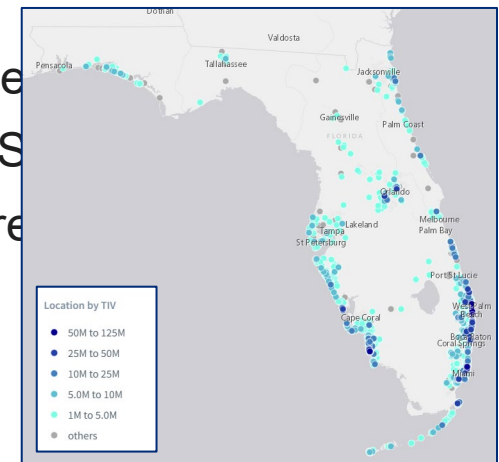 e
S
re
Dothan
Valdosta
Pensacola
Tallahassee
Jacksonville
Gainesville
Palm Coast
FLORIDA
Orlando
Lakeland
Tampa
St Petersburg
Melbourne
Palm Bay
Port St Lucie
Cape Coral
West Palm
Beach
Boca Raton
Coral Springs
Miami
Location by TIV
50M to 125M
25M to 50M
10M to 25M
5.0M to 10M
1M to 5.0M
others